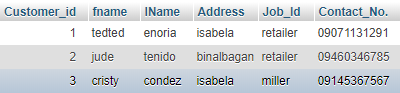 Customer_id fname lName Address Job_Id Contact_No.
1 tedted enoria isabela retailer 09071131291
2 jude tenido binalbagan retailer 09460346785
3 cristy condez isabela miller 09145367567